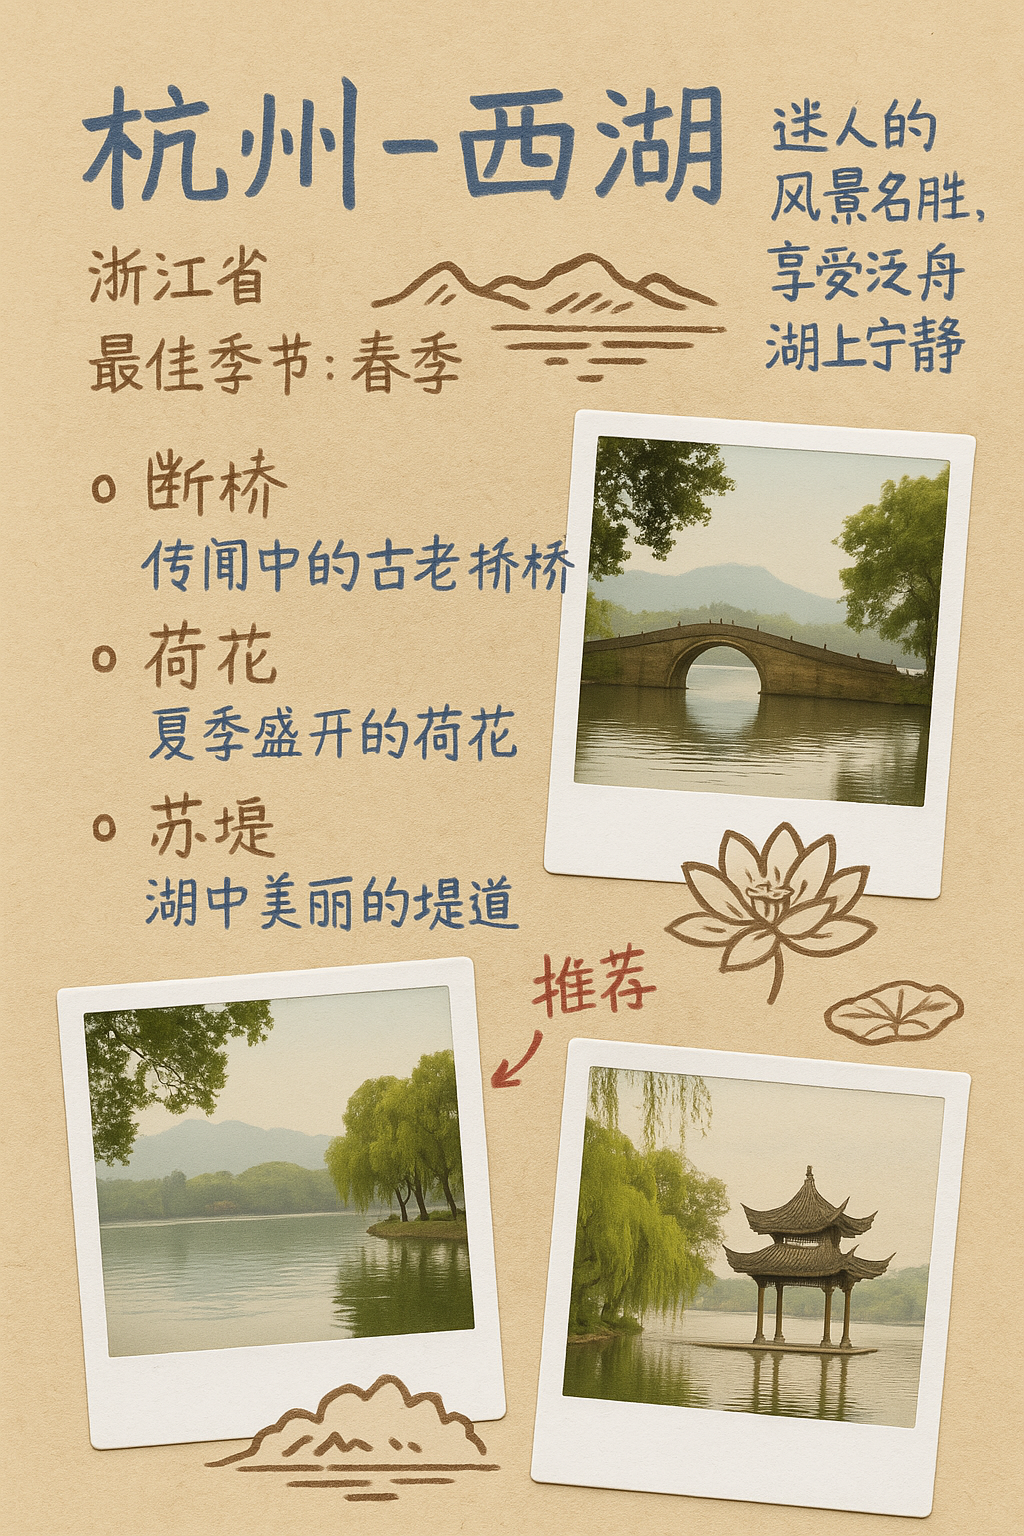 杭州-西湖
迷人的
风景名胜,
享受泛舟
湖上宁静
浙江省
最佳季节: 春季
断桥
传闻中的古老桥桥
荷花
夏季盛开的荷花
苏堤
湖中美丽的堤道
推荐